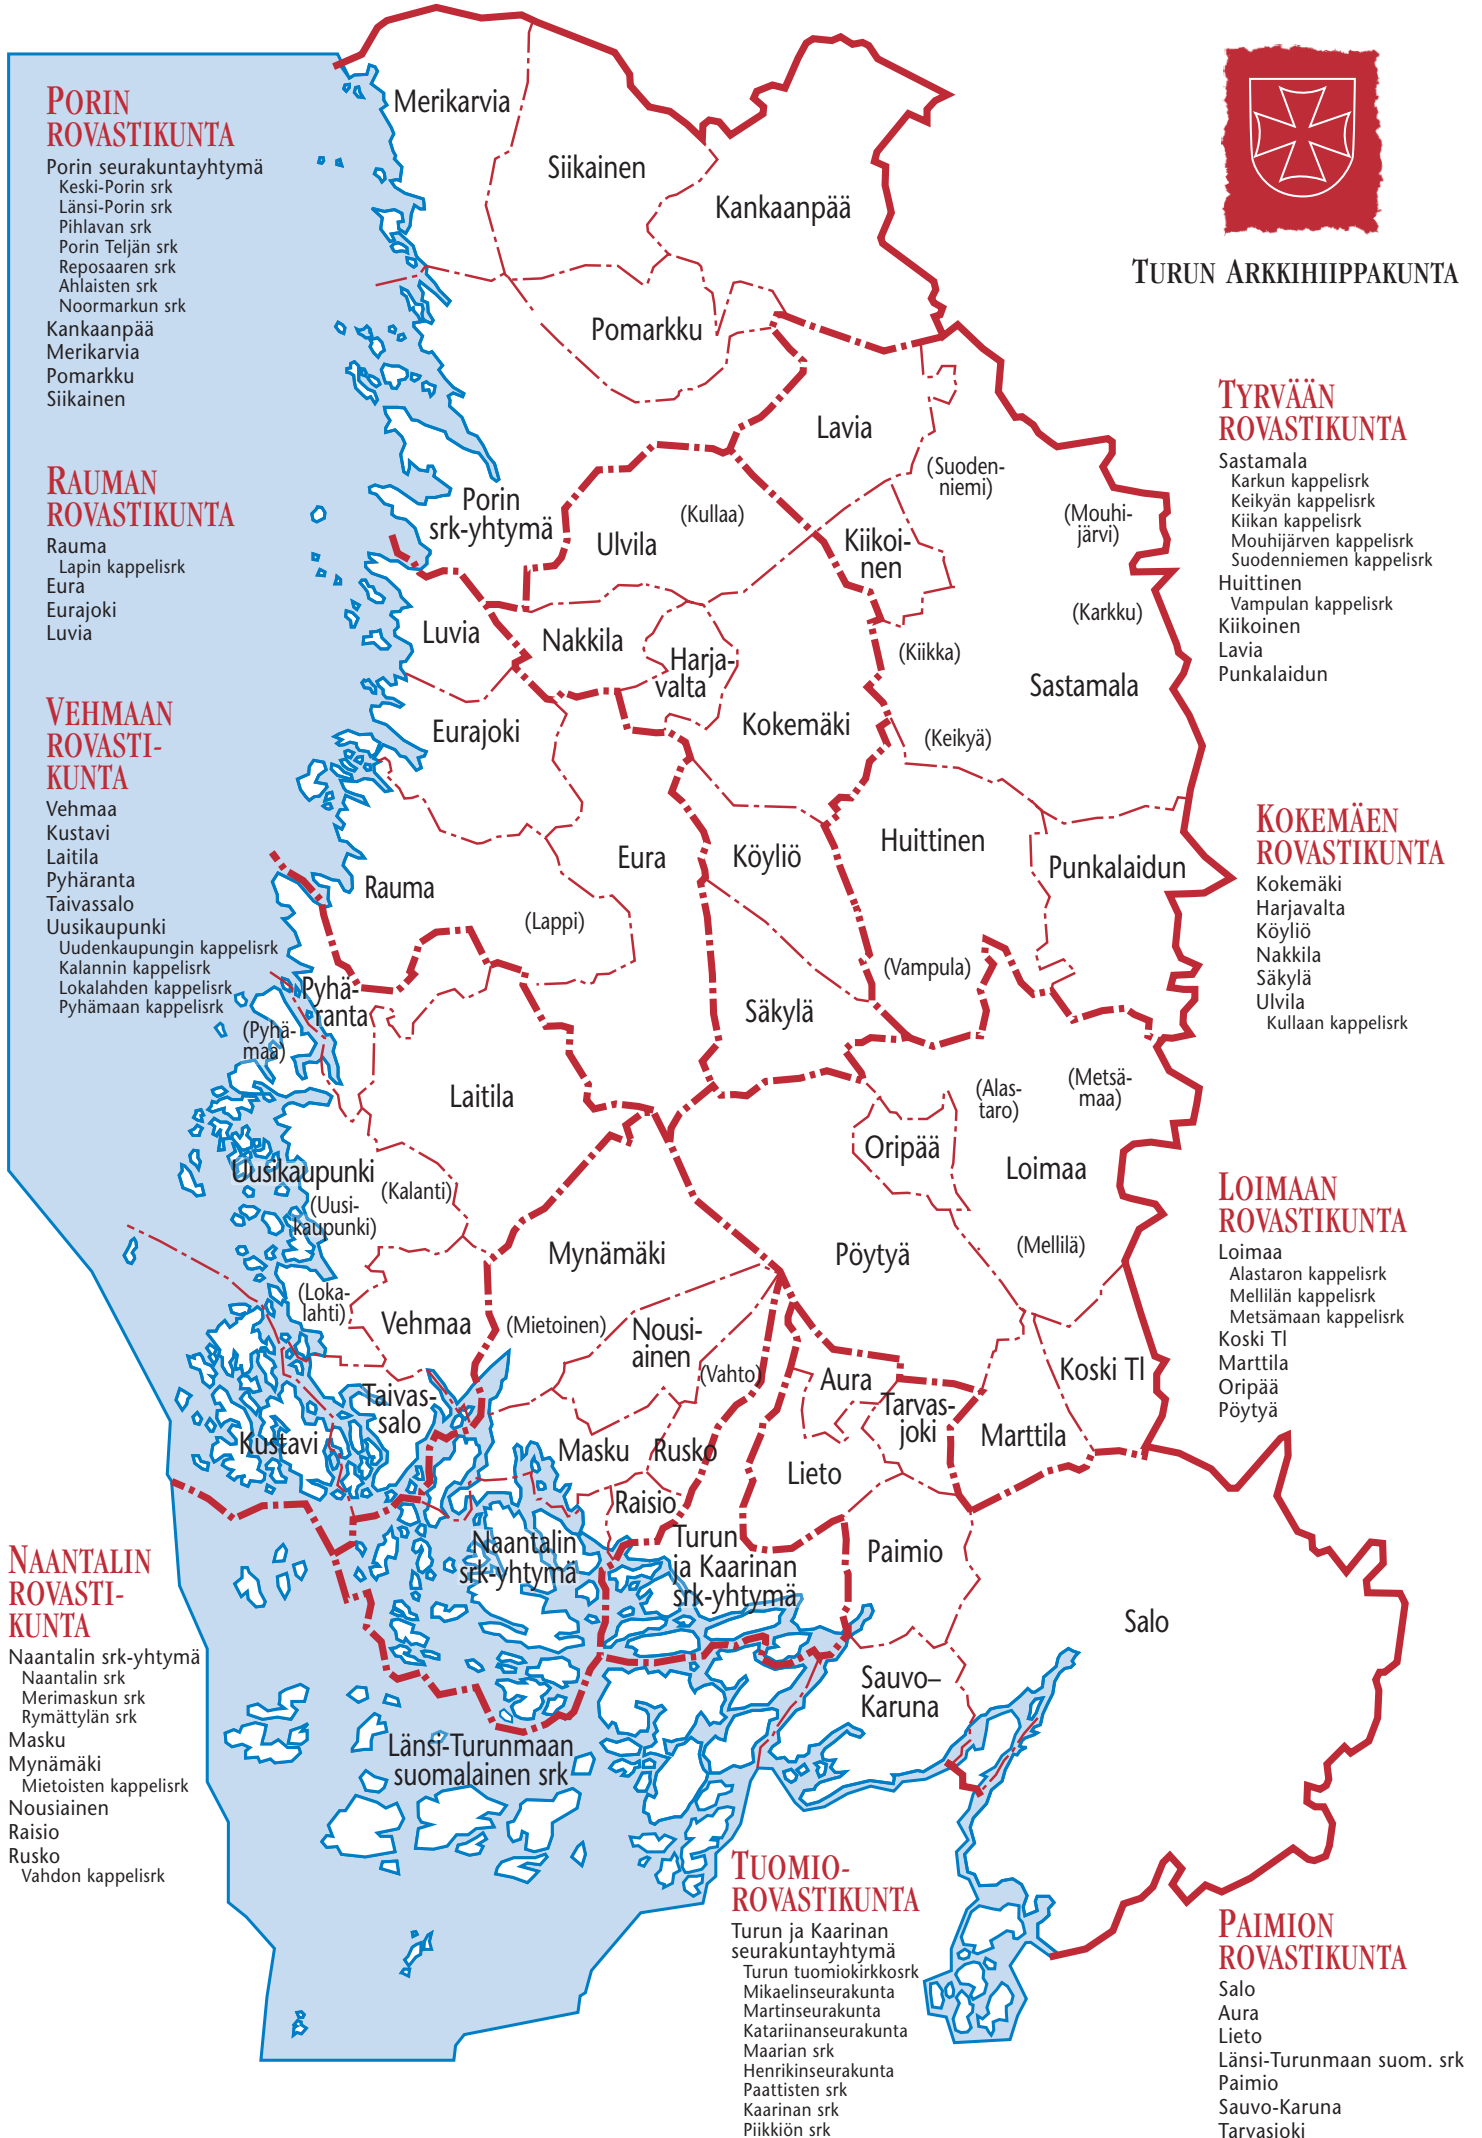 PORIN
ROVASTIKUNTA
Porin seurakuntayhtymä
Keski-Porin srk
Länsi-Porin srk
Pihlavan srk
Porin Teljän srk
Reposaaren srk
Ahlaisten srk
Noormarkun srk
Kankaanpää
Merikarvia
Pomarkku
Siikainen
RAUMAN
ROVASTIKUNTA
Rauma
Lapin kappelisrk
Eura
Eurajoki
Luvia
VEHMAAN
ROVASTI-
KUNTA
Vehmaa
Kustavi
Laitila
Pyhäranta
Taivassalo
Uusikaupunki
Uudenkaupungin kappelisrk
Kalannin kappelisrk
Lokalahden kappelisrk
Pyhämaan kappelisrk
NAANTALIN
ROVASTI-
KUNTA
Naantalin srk-yhtymä
Naantalin srk
Merimaskun srk
Rymättylän srk
Masku
Mynämäki
Mietoisten kappelisrk
Nousiainen
Raisio
Rusko
Vahdon kappelisrk
Merikarvia
Siikainen
Kankaanpää
Pomarkku
Lavia
(Suoden-
niemi)
(Mouhi-
järvi)
Porin
srk-yhtymä
(Kullaa)
Ulvila
Kiikoi-
nen
(Karkku)
Luvia
Nakkila
Harja-
valta
(Kiikka)
Sastamala
Eurajoki
Kokemäki
(Keikyä)
Huittinen
Punkalaidun
Eura
Köyliö
Rauma
(Lappi)
(Vampula)
Pyhä-
ranta
(Pyhä-
maa)
Säkylä
Laitila
(Alas-
taro)
(Metsä-
maa)
Oripää
Loimaa
Uusikaupunki
(Kalanti)
(Uusi-
kaupunki)
Mynämäki
Pöytyä
(Mellilä)
(Loka-
lahti)
Vehmaa
(Mietoinen)
Nousi-
ainen
(Vahto)
Aura
Koski Tl
Taivas-
salo
Tarvas-
joki
Marttila
Kustavi
Masku
Rusko
Lieto
Raisio
Naantalin
srk-yhtymä
Turun
ja Kaarinan
srk-yhtymä
Paimio
Salo
Sauvo–
Karuna
Länsi-Turunmaan
suomalainen srk
TUOMIO-
ROVASTIKUNTA
Turun ja Kaarinan
seurakuntayhtymä
Turun tuomiokirkkosrk
Mikaelinseurakunta
Martinseurakunta
Katariinanseurakunta
Maarian srk
Henrikinseurakunta
Paattisten srk
Kaarinan srk
Piikkiön srk
TURUN ARKKIHIIPPAKUNTA
TYRVÄÄN
ROVASTIKUNTA
Sastamala
Karkun kappelisrk
Keikyän kappelisrk
Kiikan kappelisrk
Mouhijärven kappelisrk
Suodenniemen kappelisrk
Huittinen
Vampulan kappelisrk
Kiikoinen
Lavia
Punkalaidun
KOKEMÄEN
ROVASTIKUNTA
Kokemäki
Harjavalta
Köyliö
Nakkila
Säkylä
Ulvila
Kullaan kappelisrk
LOIMAAN
ROVASTIKUNTA
Loimaa
Alastaron kappelisrk
Mellilän kappelisrk
Metsämaan kappelisrk
Koski Tl
Marttila
Oripää
Pöytyä
PAIMION
ROVASTIKUNTA
Salo
Aura
Lieto
Länsi-Turunmaan suom. srk
Paimio
Sauvo-Karuna
Tarvasjoki